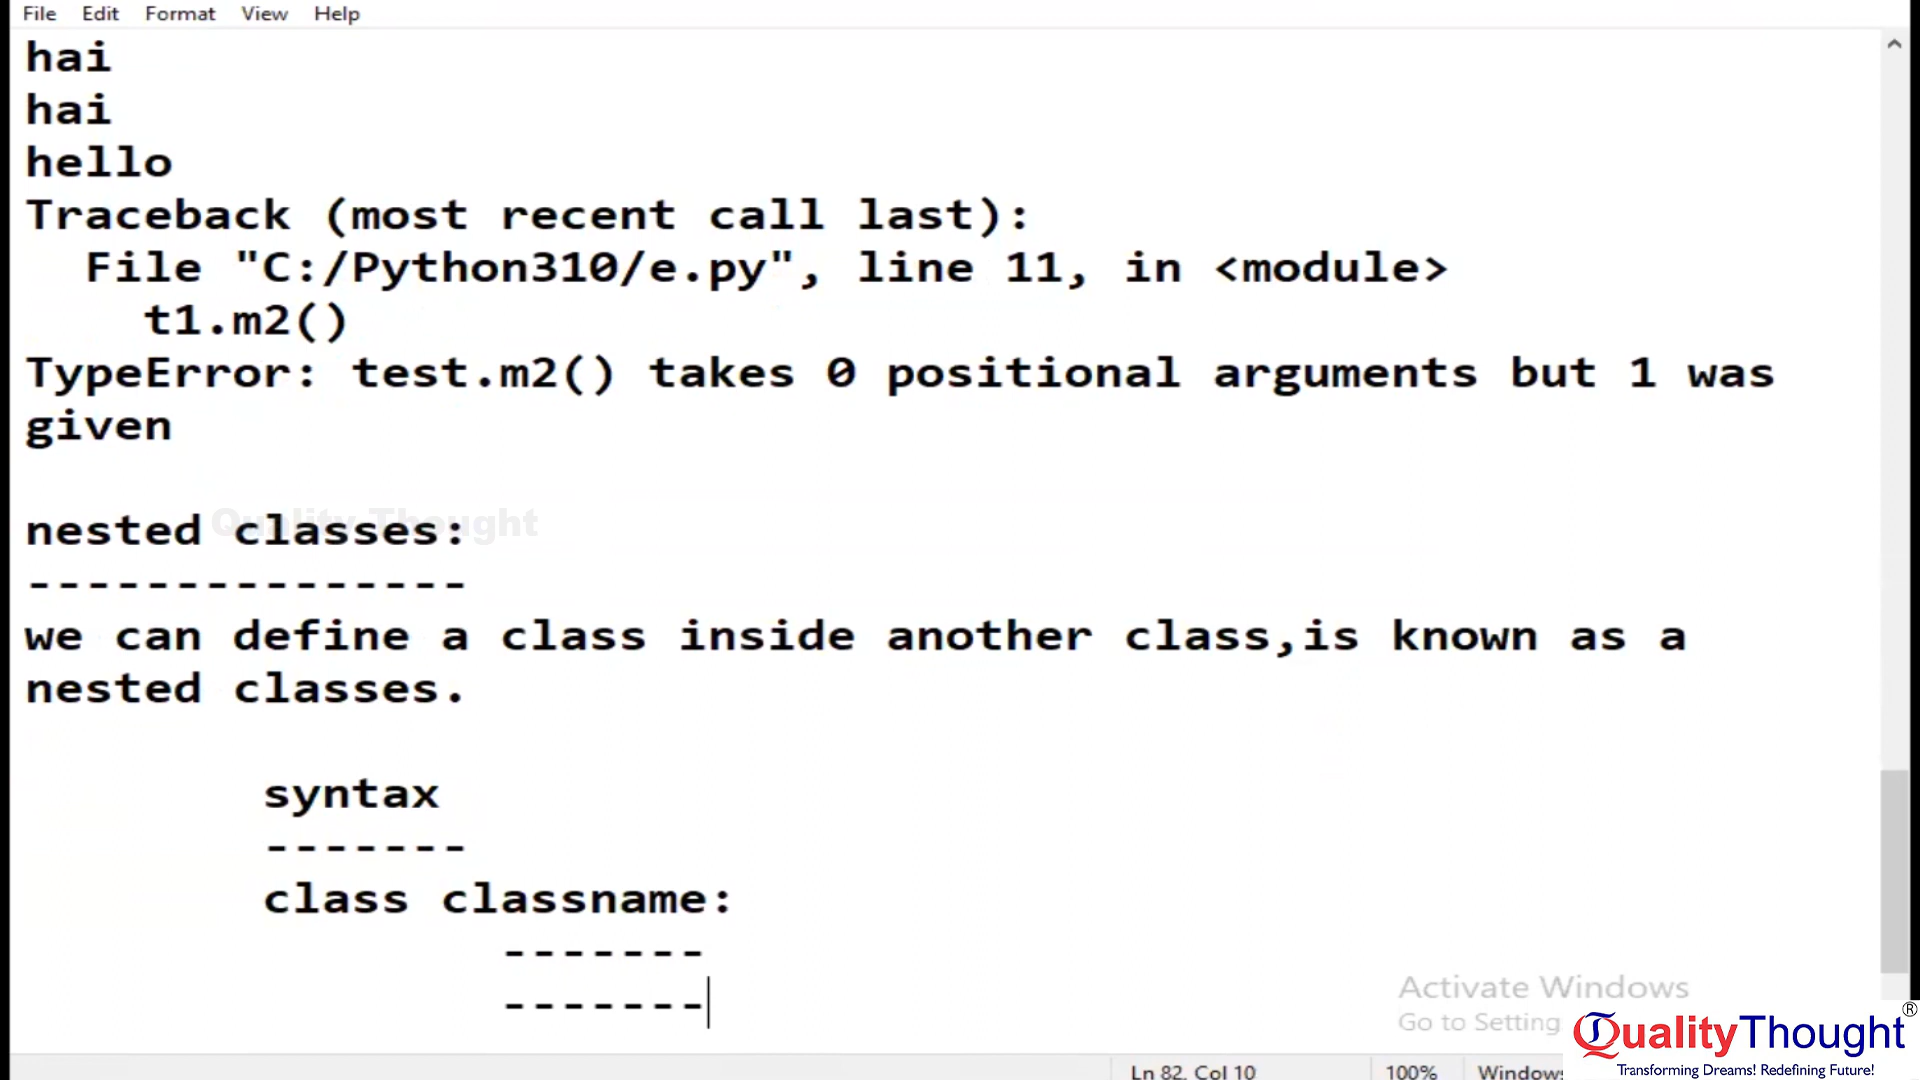 File Edit Format View Help
hai
hai
hello
Traceback (most recent call last):
File "C:/Python310/e.py", line 11, in <module>
t1.m2()
TypeError: test.m2() takes 0 positional arguments but 1 was
given
Quality Thought
nested classes:
---------------
we can define a class inside another class,is known as a
nested classes.
syntax
-------
class classname:
-------
-------
Activate Windows
Go to Setting
QualityThought®
Transforming Dreams! Redefining Future!
Ln 82, Col 10 100% Windows